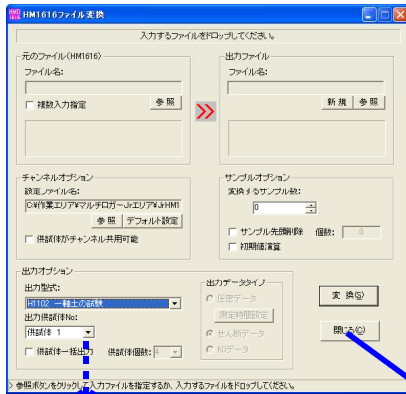 HM1616ファイル変換
入力するファイルをドロップしてください。
元のファイル(HM1616)
ファイル名:
複数入力指定
参 照
出力ファイル
ファイル名:
新 規
参 照
チャンネルオプション
設定ファイル名:
C:¥作業エリア¥マルチロガーJrエリア¥JrHM1
参 照
デフォルト設定
供試体がチャンネル共用可能
サンプルオプション
変換するサンプル数:
0
サンプル先頭削除
個数:
0
初期値演算
出力オプション
出力型式:
H1102 一軸土の試験
出力供試体No:
供試体 1
供試体一括出力
供試体個数:
4
出力データタイプ
圧密データ
測定時間設定
せん断データ
K0データ
変 換(S)
閉じる(C)
> 参照ボタンをクリックして入力ファイルを指定するか、入力するファイルをドロップしてください。